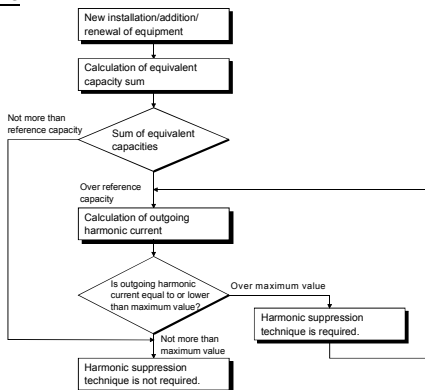 New installation/addition/
renewal of equipment
Calculation of equivalent
capacity sum
Not more than
reference capacity
Sum of equivalent
capacities
Over reference
capacity
Calculation of outgoing
harmonic current
Is outgoing harmonic
current equal to or lower
than maximum value?
Over maximum value
Harmonic suppression
technique is required.
Not more than
maximum value
Harmonic suppression
technique is not required.